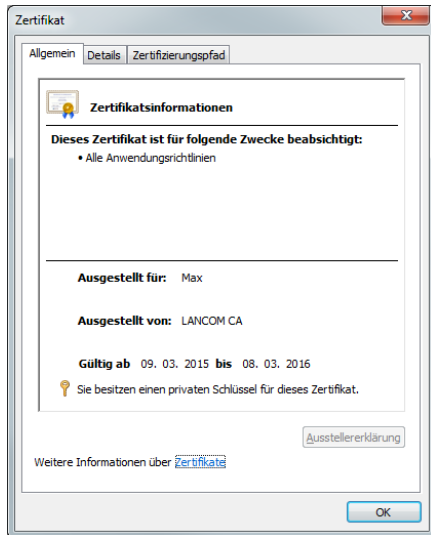 Zertifikat
Allgemein Details Zertifizierungspfad
Zertifikatsinformationen
Dieses Zertifikat ist für folgende Zwecke beabsichtigt:
• Alle Anwendungsrichtlinien
Ausgestellt für: Max
Ausgestellt von: LANCOM CA
Gültig ab 09. 03. 2015 bis 08. 03. 2016
Sie besitzen einen privaten Schlüssel für dieses Zertifikat.
Ausstellererklärung
Weitere Informationen über Zertifikate
OK